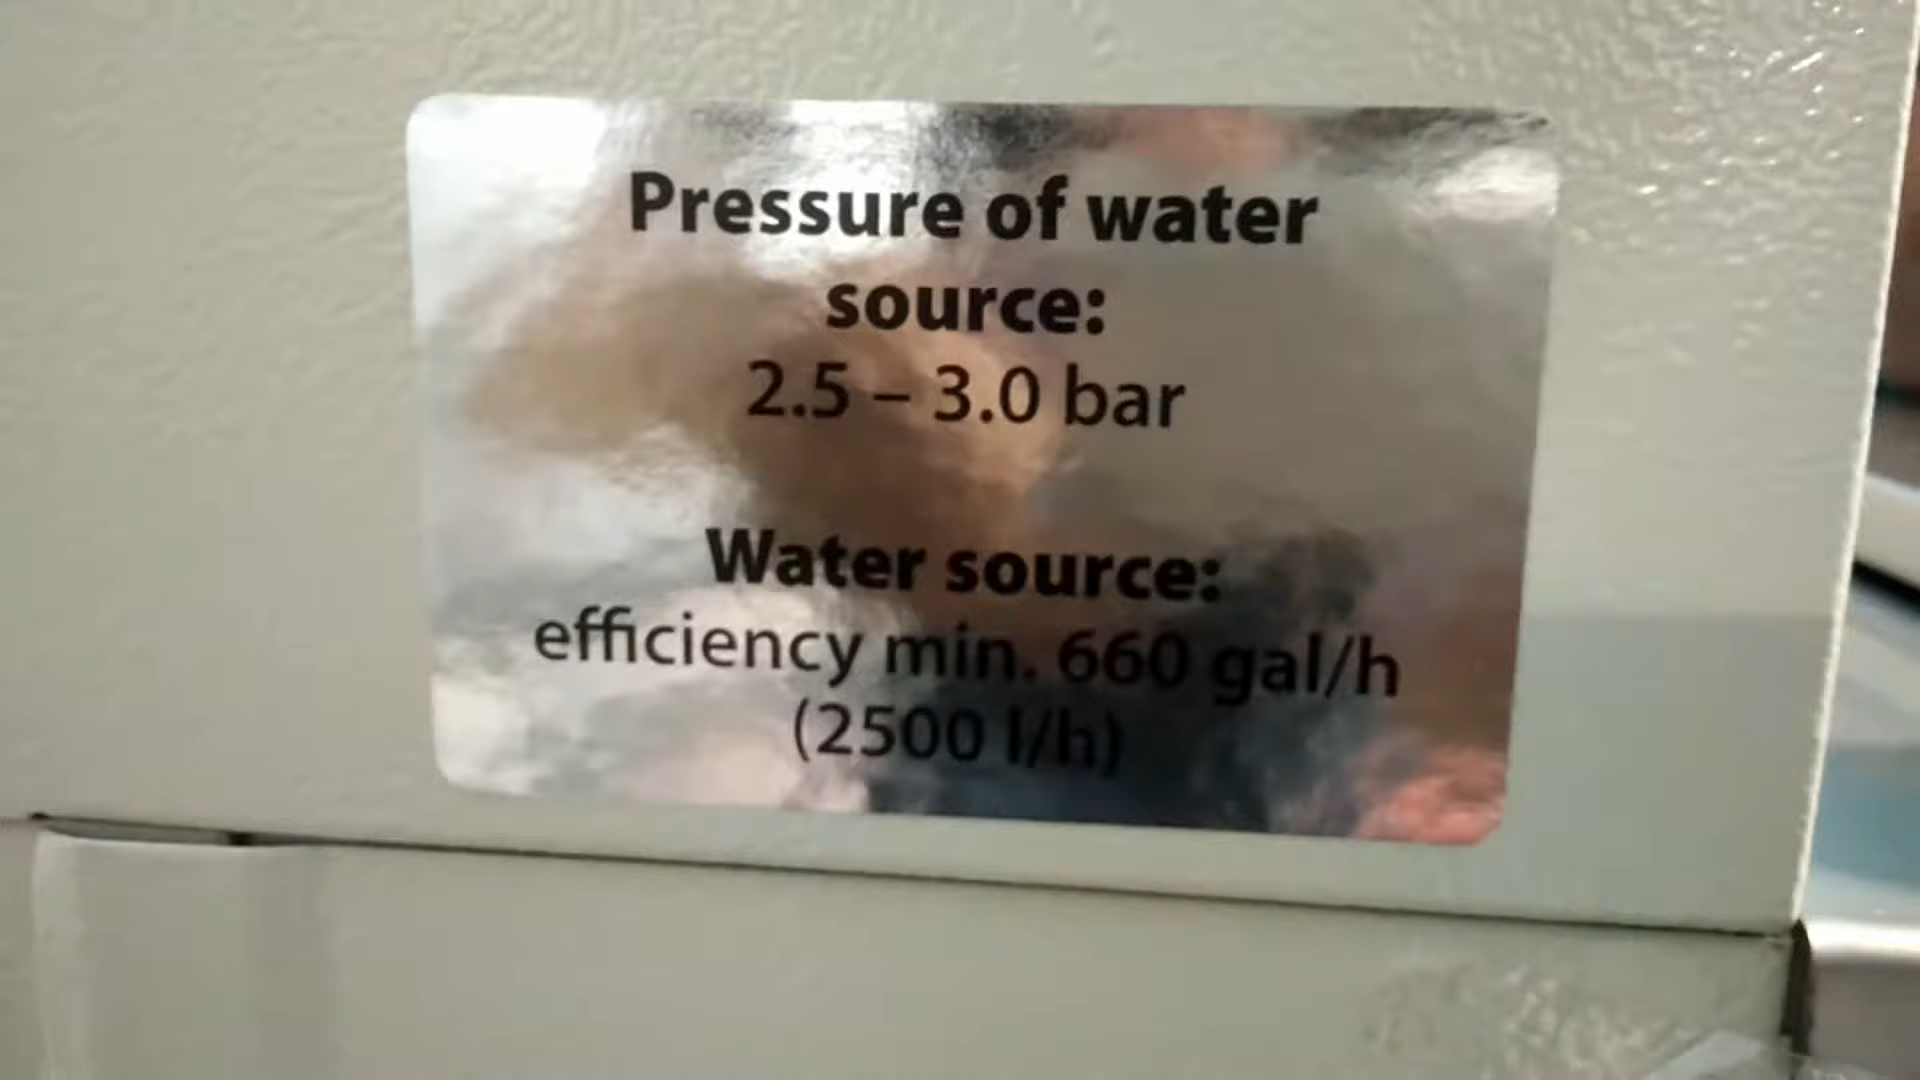 Pressure of water
source:
2.5 – 3.0 bar
Water source:
efficiency min. 660 gal/h
(2500 l/h)